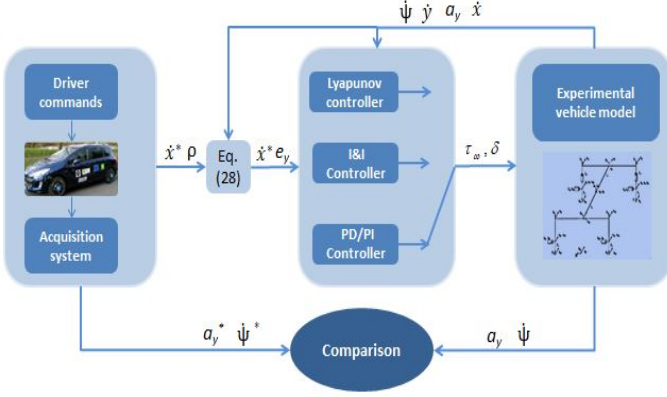 ψ̇ ẏ a_y ẋ
Driver
commands
Acquisition
system
ẋ* ρ
Eq.
(28)
ẋ* e_y
Lyapunov
controller
I&I
Controller
PD/PI
Controller
τ_ω, δ
Experimental
vehicle model
a_y* ψ̇*
Comparison
a_y ψ̇